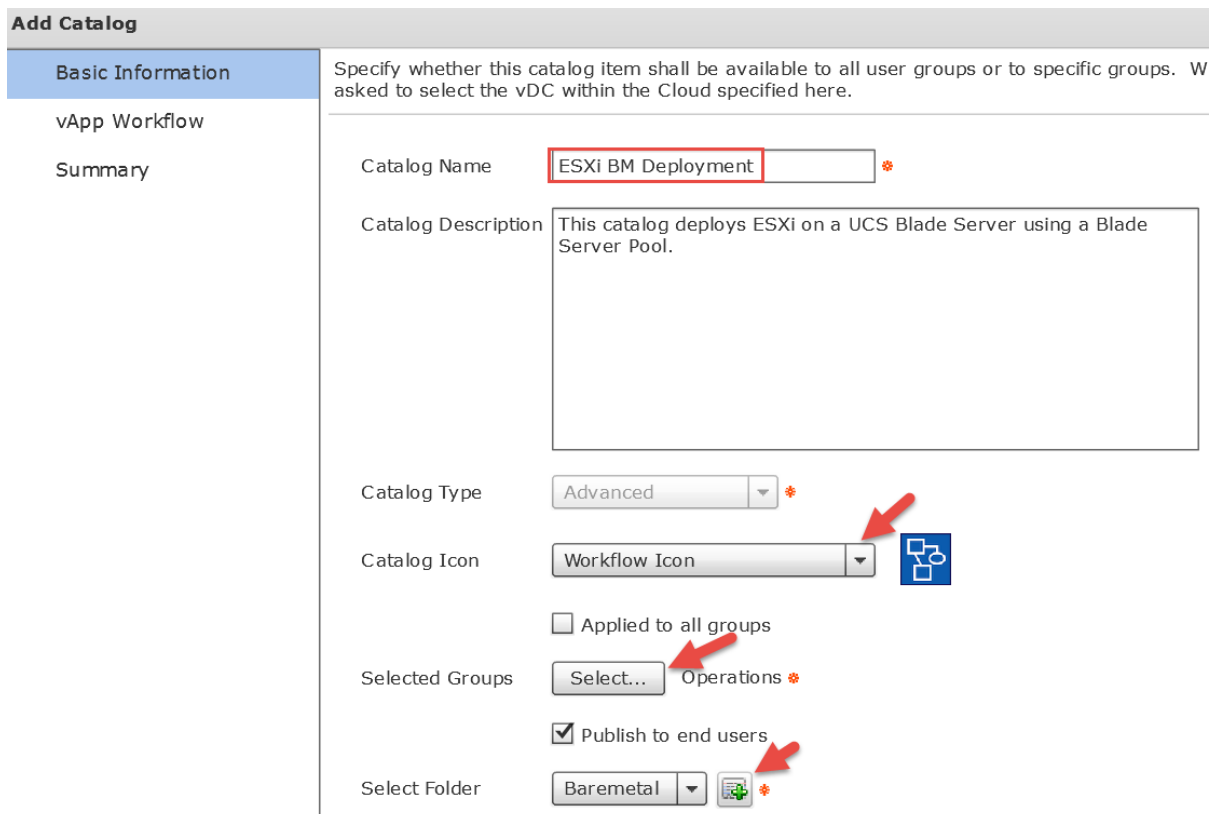 Add Catalog
Basic Information
vApp Workflow
Summary
Specify whether this catalog item shall be available to all user groups or to specific groups. W
asked to select the vDC within the Cloud specified here.
Catalog Name ESXi BM Deployment *
Catalog Description This catalog deploys ESXi on a UCS Blade Server using a Blade
Server Pool.
Catalog Type Advanced *
Catalog Icon Workflow Icon
Applied to all groups
Selected Groups Select... Operations *
Publish to end users
Select Folder Baremetal *